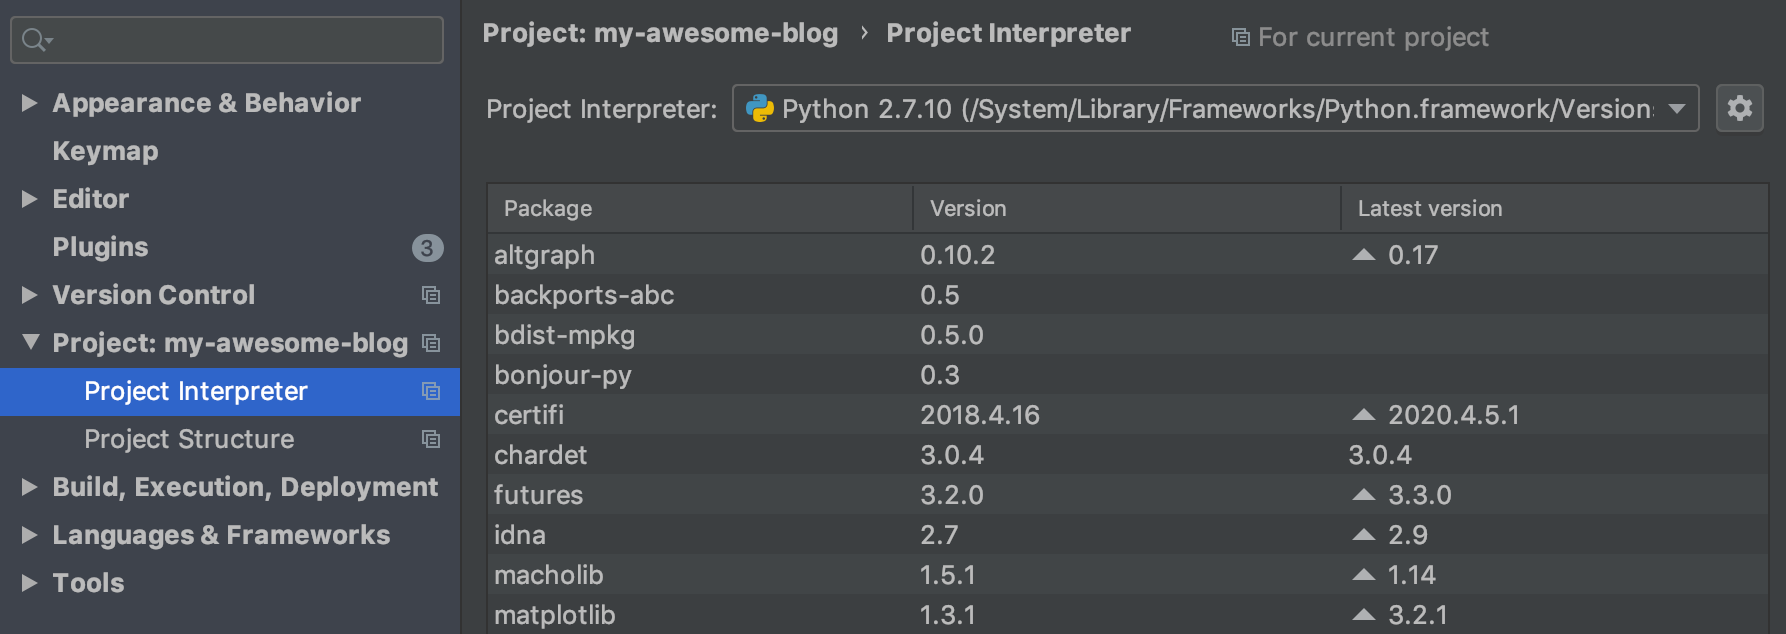 Appearance & Behavior
Keymap
Editor
Plugins 3
Version Control
Project: my-awesome-blog
Project Interpreter
Project Structure
Build, Execution, Deployment
Languages & Frameworks
Tools
Project: my-awesome-blog › Project Interpreter For current project
Project Interpreter: Python 2.7.10 (/System/Library/Frameworks/Python.framework/Version
Package Version Latest version
altgraph 0.10.2 0.17
backports-abc 0.5
bdist-mpkg 0.5.0
bonjour-py 0.3
certifi 2018.4.16 2020.4.5.1
chardet 3.0.4 3.0.4
futures 3.2.0 3.3.0
idna 2.7 2.9
macholib 1.5.1 1.14
matplotlib 1.3.1 3.2.1